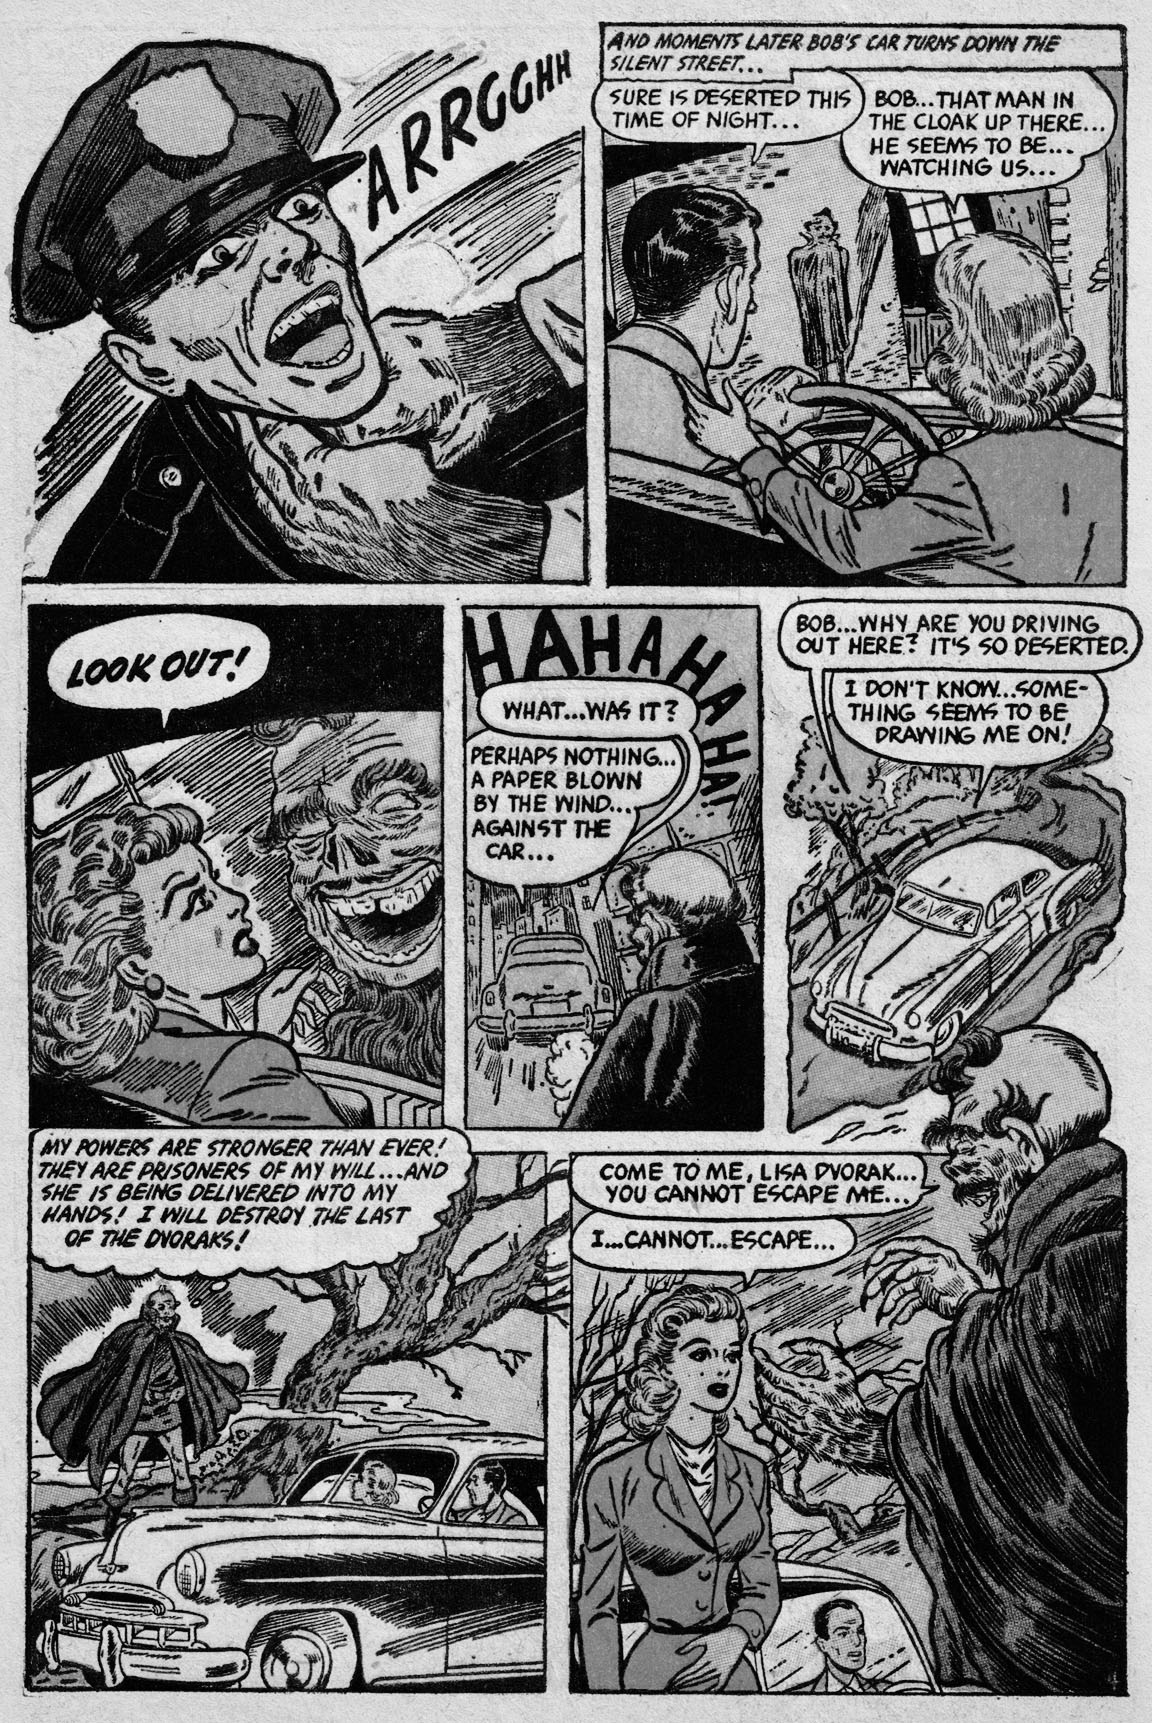 ARRGGHH
AND MOMENTS LATER BOB'S CAR TURNS DOWN THE
SILENT STREET...
SURE IS DESERTED THIS
TIME OF NIGHT...
BOB...THAT MAN IN
THE CLOAK UP THERE...
HE SEEMS TO BE...
WATCHING US...
LOOK OUT!
HAHAHAHAHA!
WHAT...WAS IT?
PERHAPS NOTHING...
A PAPER BLOWN
BY THE WIND...
AGAINST THE
CAR...
BOB...WHY ARE YOU DRIVING
OUT HERE? IT'S SO DESERTED.
I DON'T KNOW...SOME-
THING SEEMS TO BE
DRAWING ME ON!
MY POWERS ARE STRONGER THAN EVER!
THEY ARE PRISONERS OF MY WILL...AND
SHE IS BEING DELIVERED INTO MY
HANDS! I WILL DESTROY THE LAST
OF THE DVORAKS!
COME TO ME, LISA DVORAK...
YOU CANNOT ESCAPE ME...
I...CANNOT...ESCAPE...